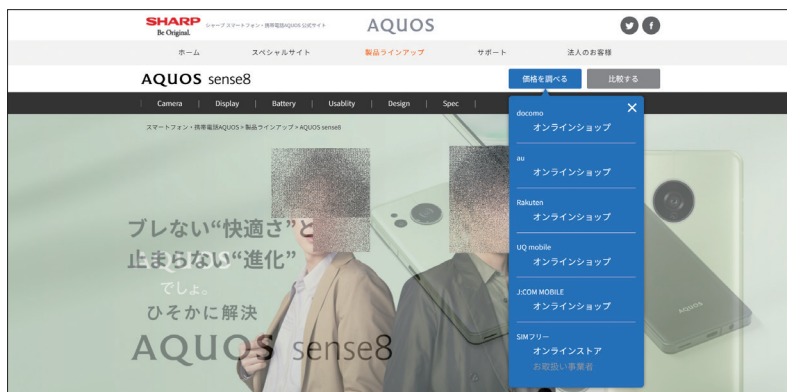 SHARP
Be Original.
シャープ スマートフォン・携帯電話AQUOS 公式サイト
AQUOS
ホーム
スペシャルサイト
製品ラインアップ
サポート
法人のお客様
AQUOS sense8
価格を調べる
比較する
Camera | Display | Battery | Usablity | Design | Spec
スマートフォン・携帯電話AQUOS > 製品ラインアップ > AQUOS sense8
ブレない“快適さ”と
止まらない“進化”
AQUOS
でしょ。
ひそかに解決
AQUOS sense8
docomo
オンラインショップ
au
オンラインショップ
Rakuten
オンラインショップ
UQ mobile
オンラインショップ
J:COM MOBILE
オンラインショップ
SIMフリー
オンラインストア
お取扱い事業者
AQUOS